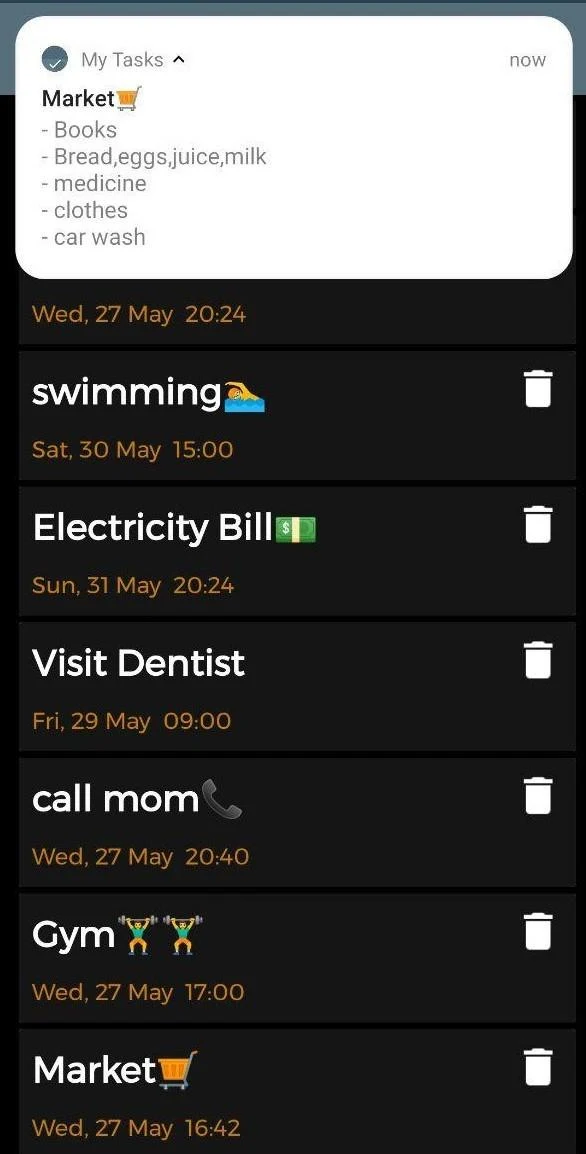 My Tasks now
Market🛒
- Books
- Bread,eggs,juice,milk
- medicine
- clothes
- car wash
Wed, 27 May 20:24
swimming🏊
Sat, 30 May 15:00
Electricity Bill💵
Sun, 31 May 20:24
Visit Dentist
Fri, 29 May 09:00
call mom📞
Wed, 27 May 20:40
Gym🏋️🏋️
Wed, 27 May 17:00
Market🛒
Wed, 27 May 16:42